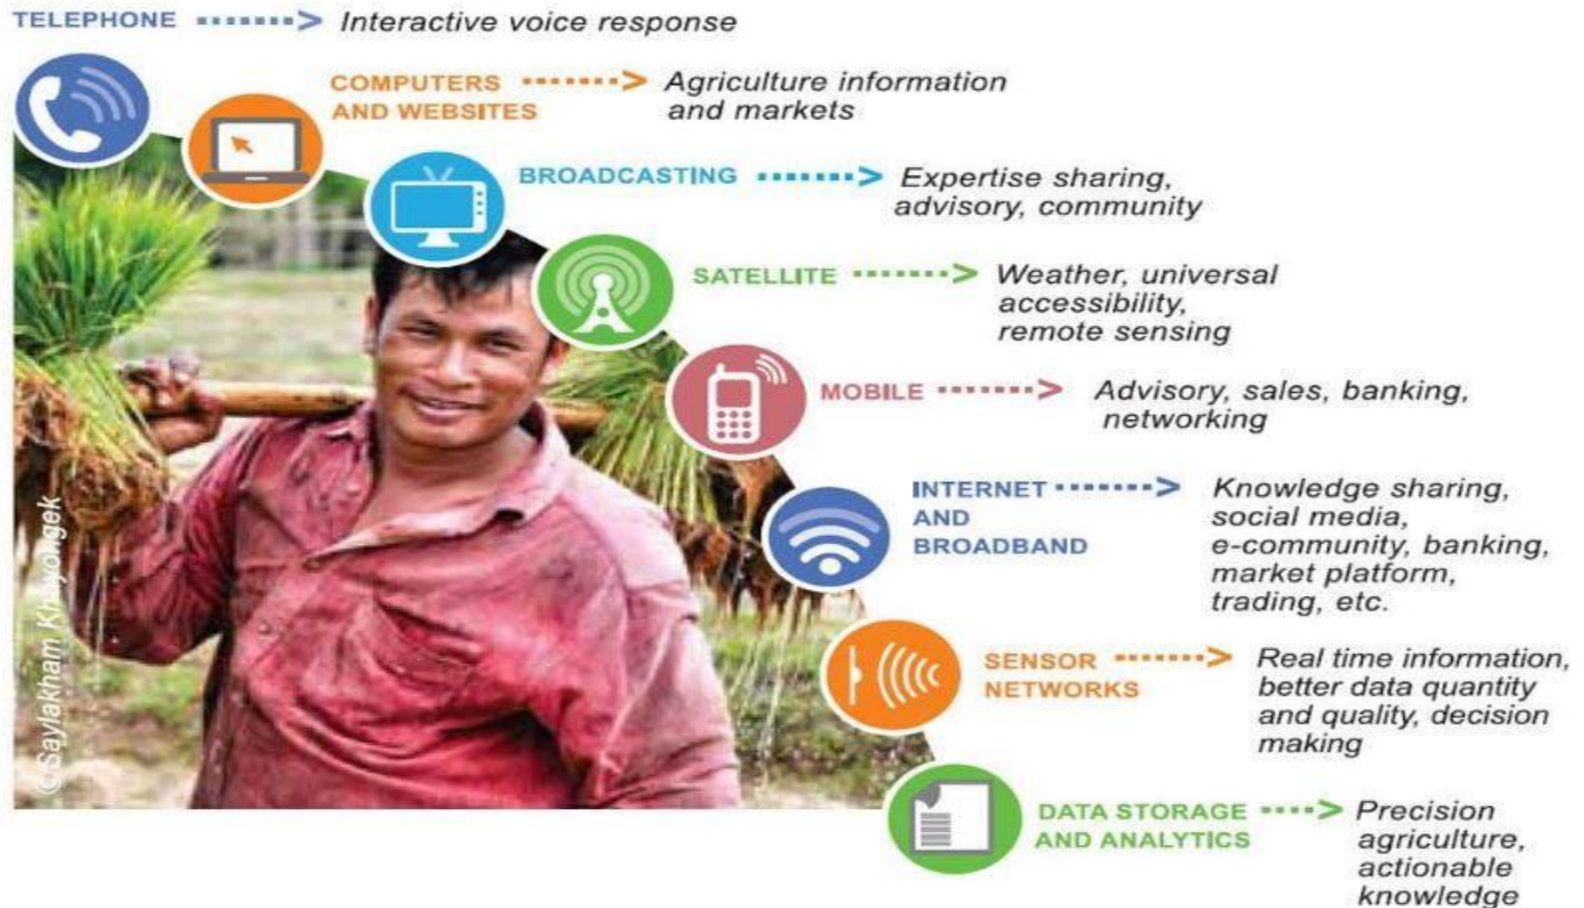 TELEPHONE Interactive voice response
COMPUTERS AND WEBSITES Agriculture information
and markets
BROADCASTING Expertise sharing,
advisory, community
SATELLITE Weather, universal
accessibility,
remote sensing
MOBILE Advisory, sales, banking,
networking
INTERNET AND BROADBAND Knowledge sharing,
social media,
e-community, banking,
market platform,
trading, etc.
SENSOR NETWORKS Real time information,
better data quantity
and quality, decision
making
DATA STORAGE AND ANALYTICS Precision
agriculture,
actionable
knowledge
©Saylakham